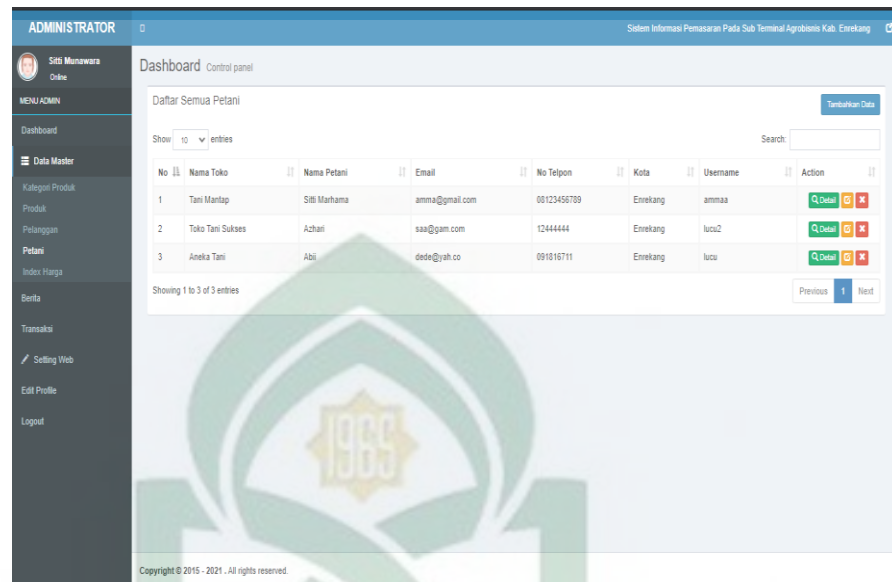 ADMINISTRATOR
Sistem Informasi Pemasaran Pada Sub Terminal Agrobisnis Kab. Enrekang
Sitti Munawara
Online
MENU ADMIN
Dashboard
Data Master
Kategori Produk
Produk
Pelanggan
Petani
Index Harga
Berita
Transaksi
Setting Web
Edit Profile
Logout
Dashboard Control panel
Daftar Semua Petani
Tambahkan Data
Show 10 entries
Search:
No Nama Toko Nama Petani Email No Telpon Kota Username Action
1 Tani Mantap Sitti Marhama amma@gmail.com 08123456789 Enrekang ammaa Detail
2 Toko Tani Sukses Azhari saa@gam.com 12444444 Enrekang lucu2 Detail
3 Aneka Tani Abii dede@yah.co 091816711 Enrekang lucu Detail
Showing 1 to 3 of 3 entries
Previous 1 Next
1965
Copyright © 2015 - 2021 . All rights reserved.